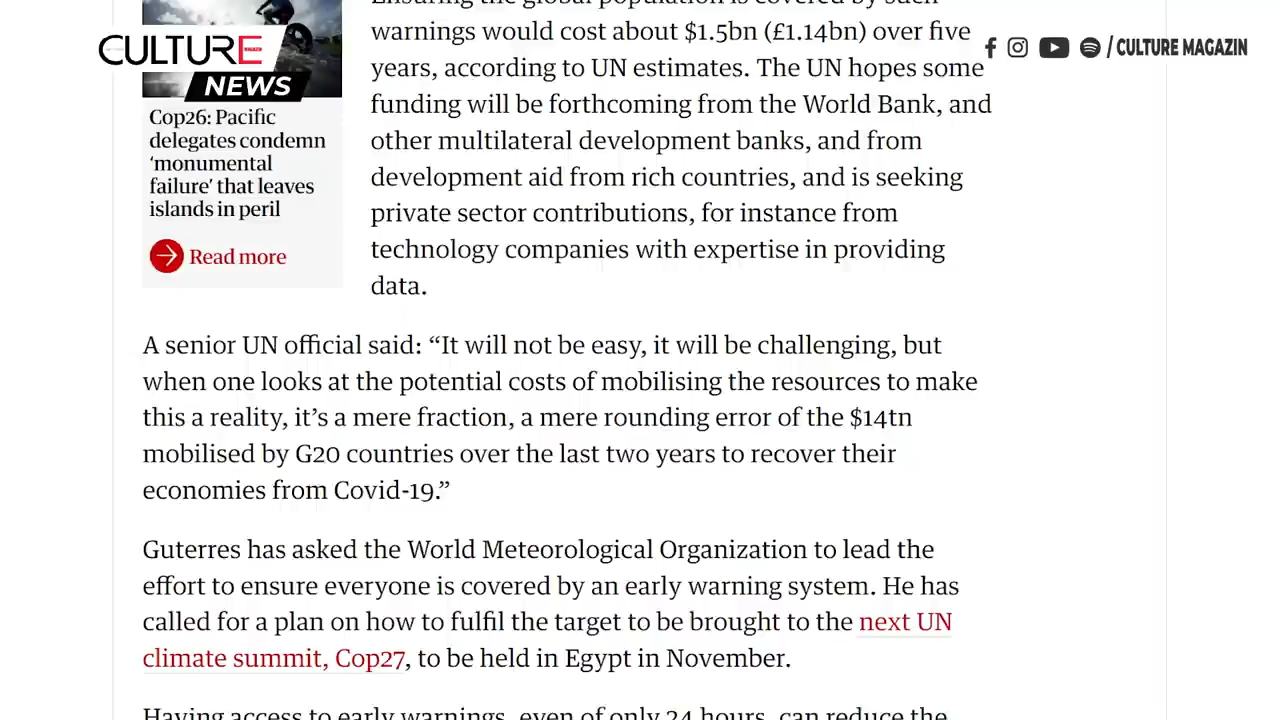 CULTURE
NEWS
/ CULTURE MAGAZIN
Cop26: Pacific
delegates condemn
‘monumental
failure’ that leaves
islands in peril
Read more
Ensuring the global population is covered by such
warnings would cost about $1.5bn (£1.14bn) over five
years, according to UN estimates. The UN hopes some
funding will be forthcoming from the World Bank, and
other multilateral development banks, and from
development aid from rich countries, and is seeking
private sector contributions, for instance from
technology companies with expertise in providing
data.
A senior UN official said: “It will not be easy, it will be challenging, but
when one looks at the potential costs of mobilising the resources to make
this a reality, it’s a mere fraction, a mere rounding error of the $14tn
mobilised by G20 countries over the last two years to recover their
economies from Covid-19.”
Guterres has asked the World Meteorological Organization to lead the
effort to ensure everyone is covered by an early warning system. He has
called for a plan on how to fulfil the target to be brought to the next UN
climate summit, Cop27, to be held in Egypt in November.
Having access to early warnings, even of only 24 hours, can reduce the